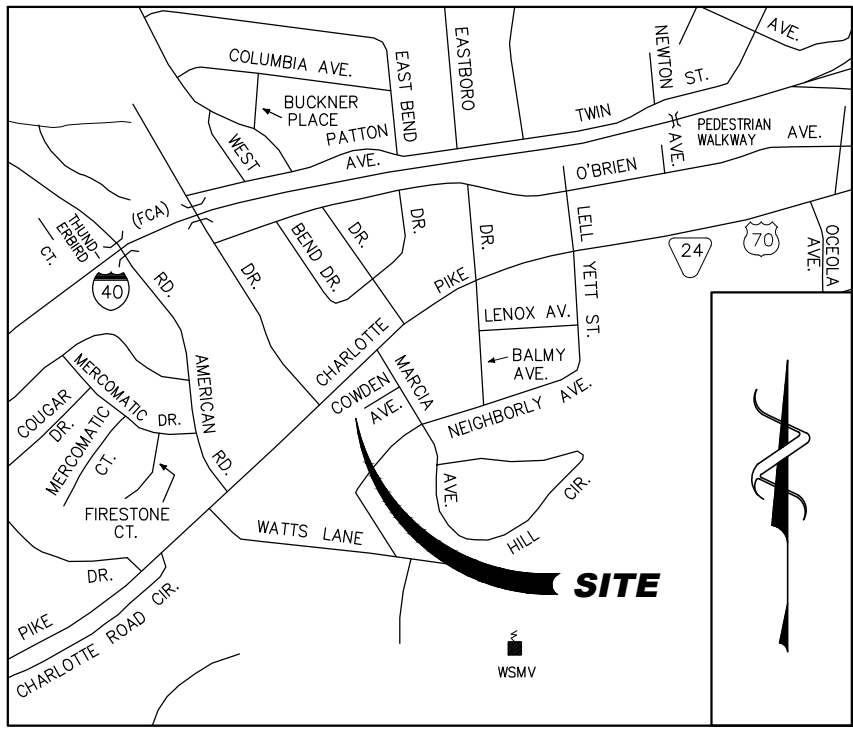 AVE.
COLUMBIA AVE.
EAST BEND
EASTBORO
NEWTON
ST.
BUCKNER
PLACE
TWIN
WEST
PATTON
AVE.
PEDESTRIAN
WALKWAY
AVE.
AVE.
O'BRIEN
(FCA)
THUND-
ERBIRD
CT.
BEND DR.
DR.
DR.
DR.
DR.
LELL
YETT ST.
24
70
OCEOLA
AVE.
40
RD.
PIKE
CHARLOTTE
LENOX AV.
BALMY
AVE.
MERCOMATIC
DR.
AMERICAN
RD.
COUGAR
DR.
MERCOMATIC
CT.
COWDEN
AVE.
MARCIA
AVE.
NEIGHBORLY AVE.
FIRESTONE
CT.
WATTS LANE
HILL
CIR.
SITE
PIKE
DR.
CHARLOTTE ROAD CIR.
WSMV